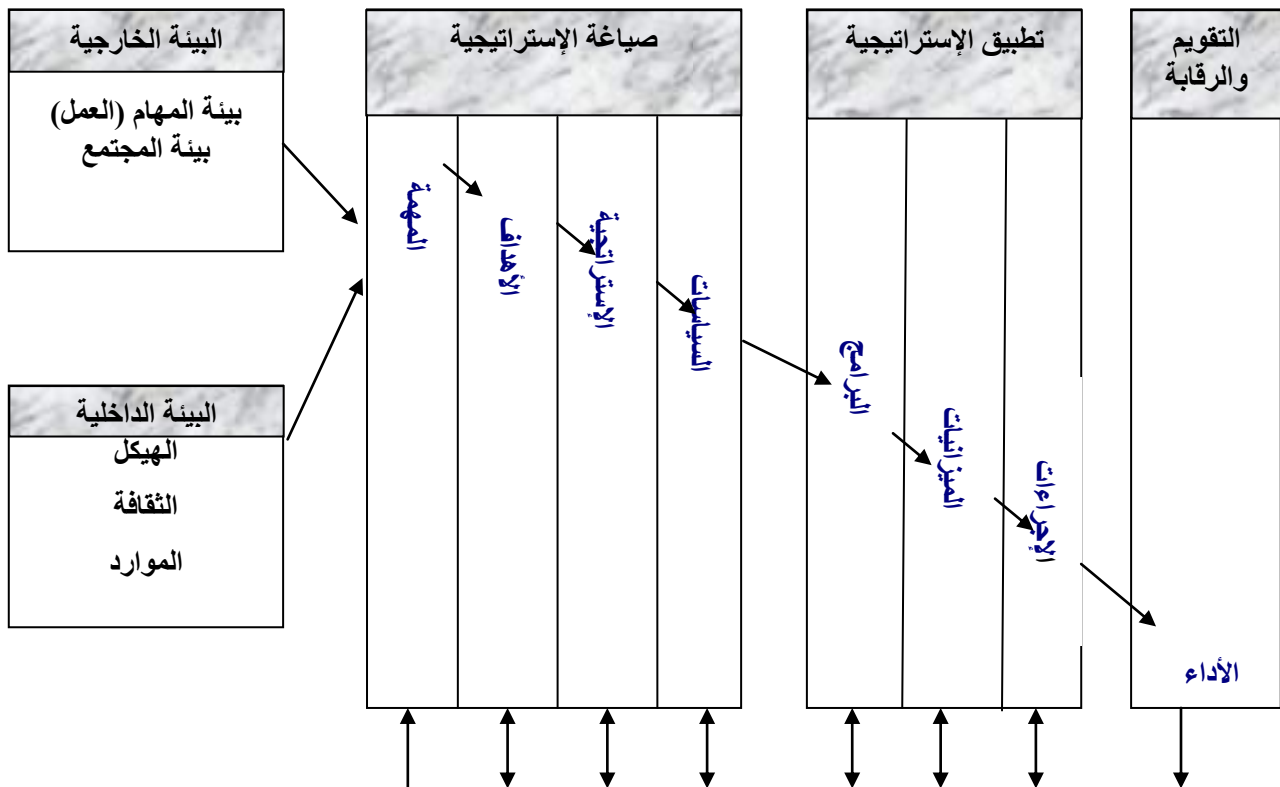 البيئة الخارجية
بيئة المهام (العمل)
بيئة المجتمع
البيئة الداخلية
الهيكل
الثقافة
الموارد
صياغة الإستراتيجية
المهمة
الأهداف
الإستراتجية
السياسات
تطبيق الإستراتيجية
البرامج
الميزانيات
الإجراءات
التقويم
والرقابة
الأداء